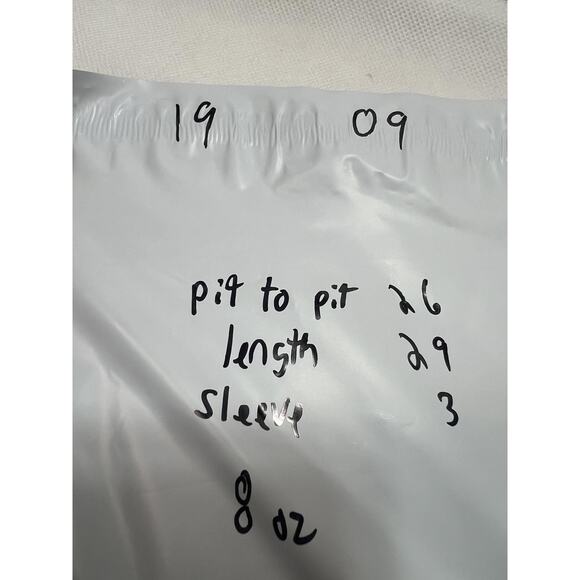 19 09
pit to pit 26
length 29
sleeve 3
8 oz